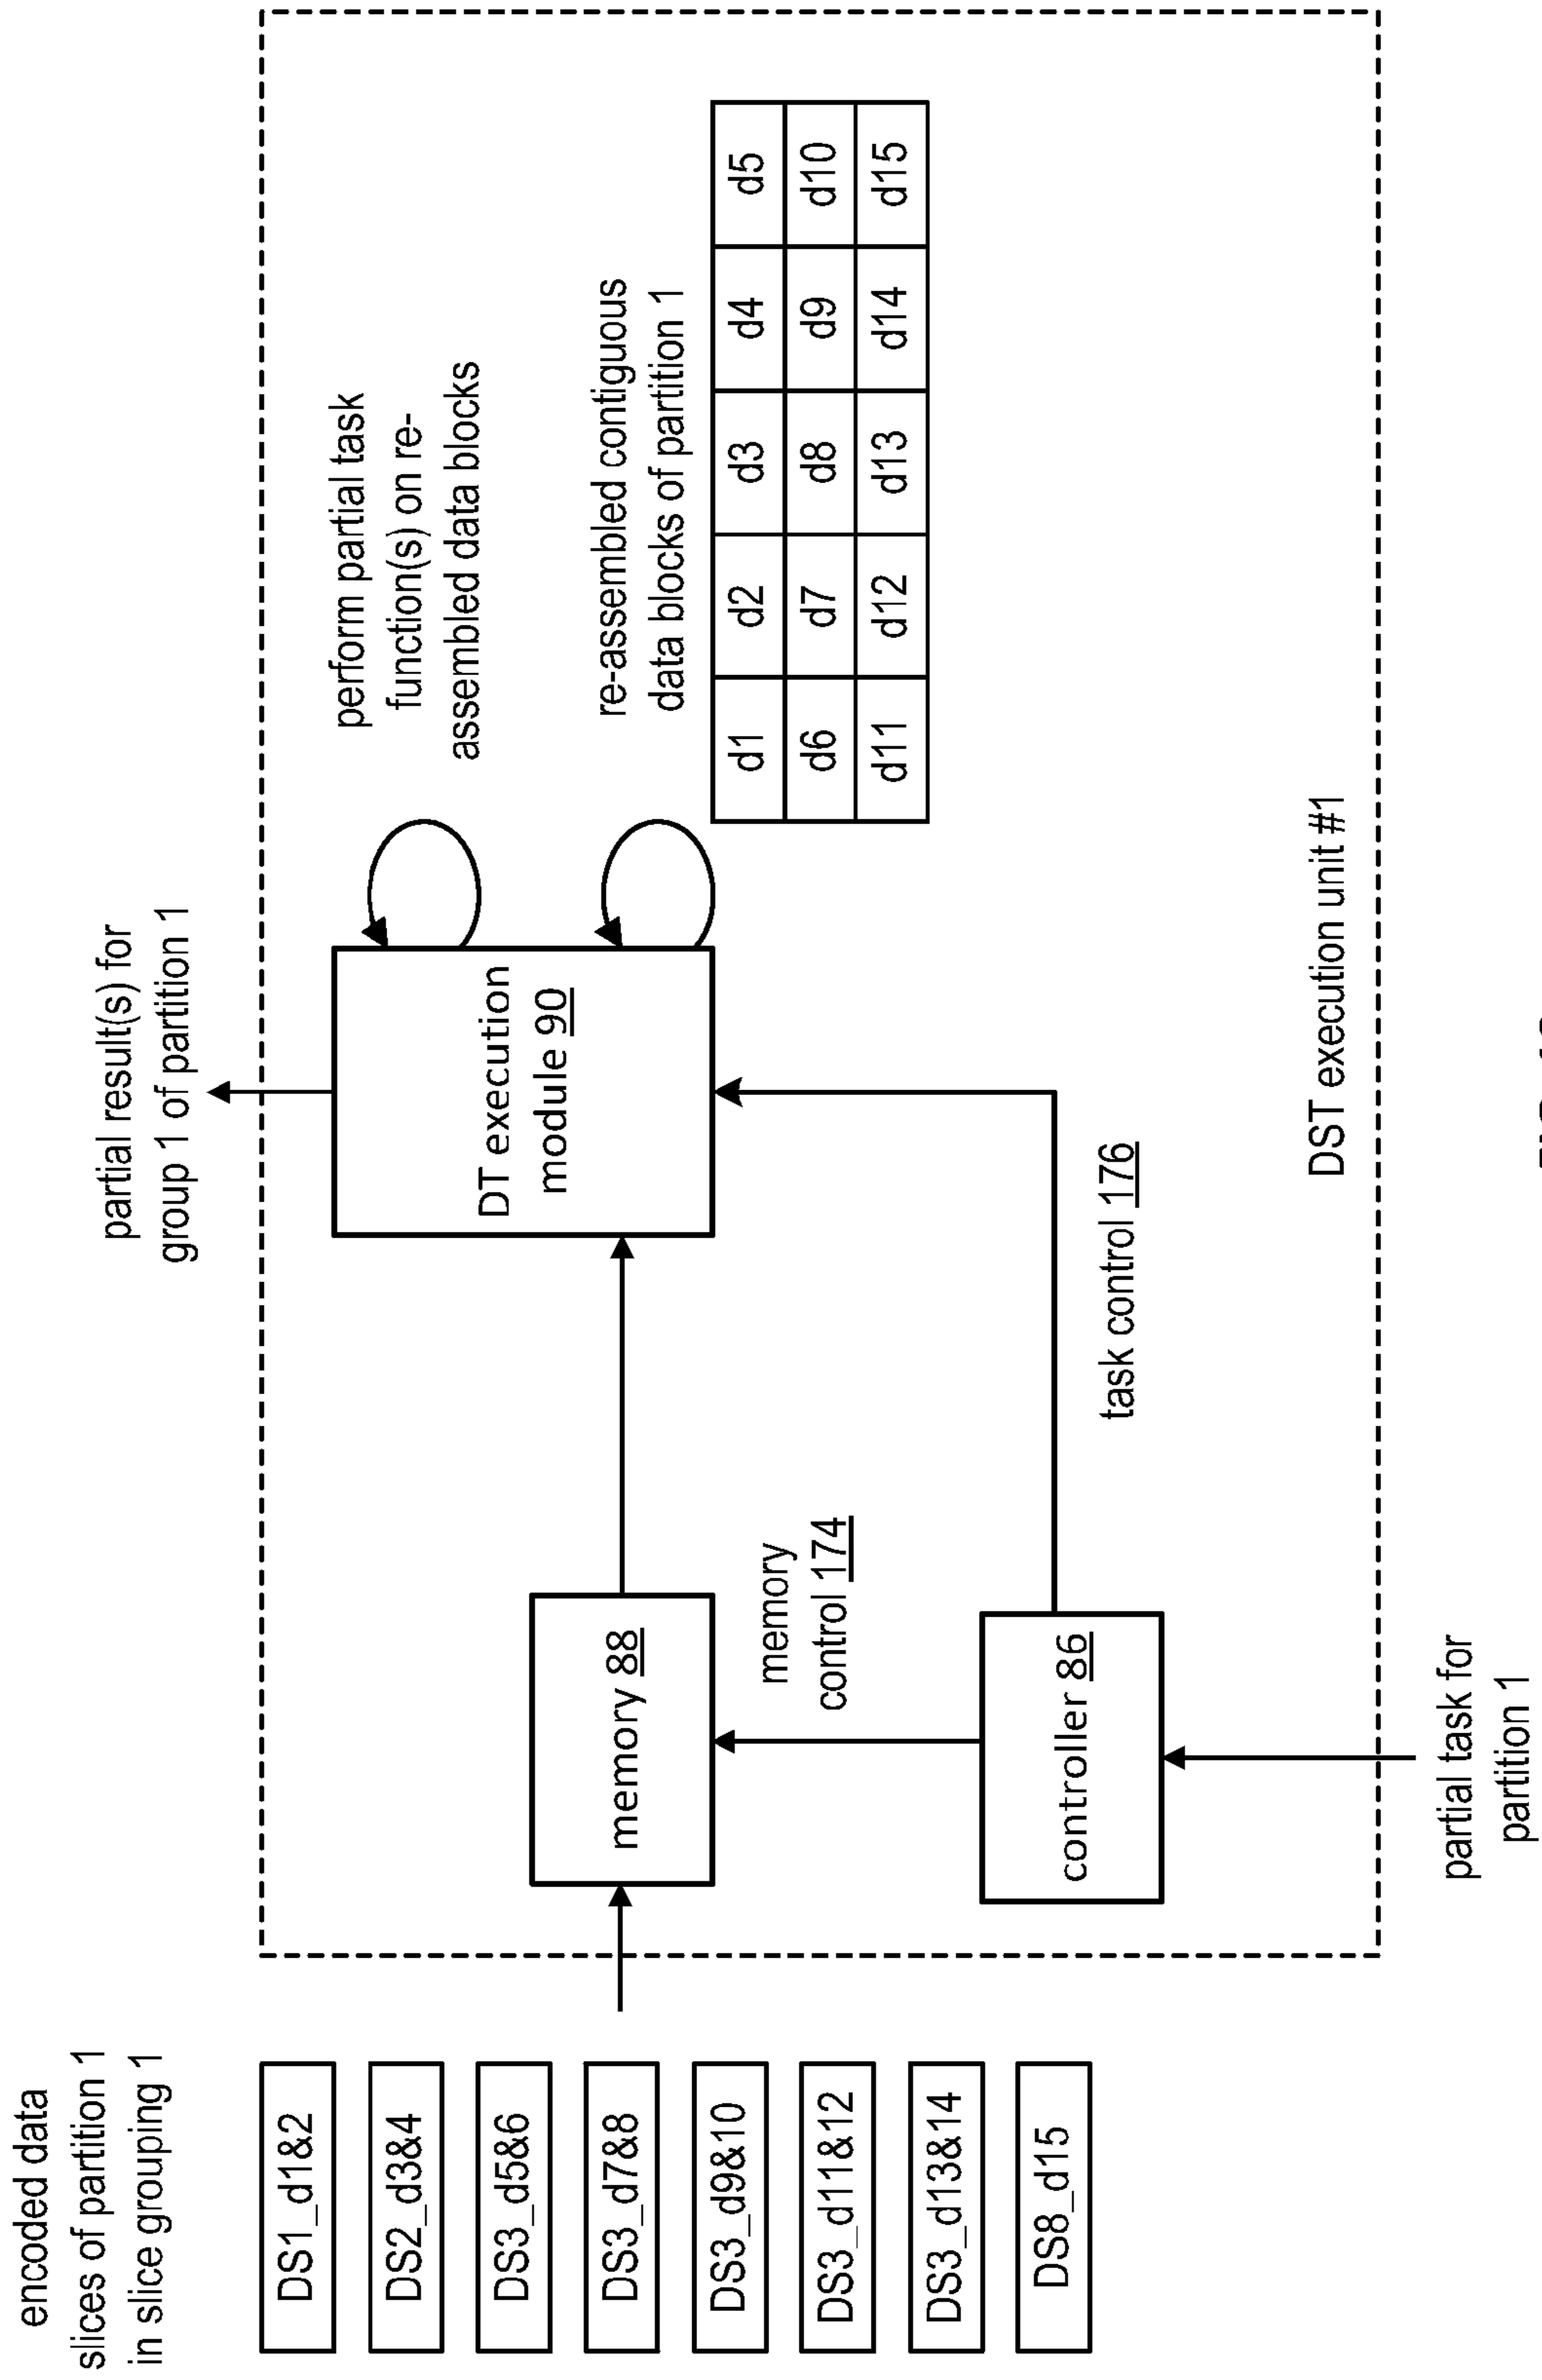 encoded data
slices of partition 1
in slice grouping 1
DS1_d1&2
DS2_d3&4
DS3_d5&6
DS3_d7&8
DS3_d9&10
DS3_d11&12
DS3_d13&14
DS8_d15
partial result(s) for
group 1 of partition 1
memory 88
DT execution
module 90
perform partial task
function(s) on re-
assembled data blocks
re-assembled contiguous
data blocks of partition 1
d1 d2 d3 d4 d5
d6 d7 d8 d9 d10
d11 d12 d13 d14 d15
memory
control 174
controller 86
task control 176
DST execution unit #1
partial task for
partition 1